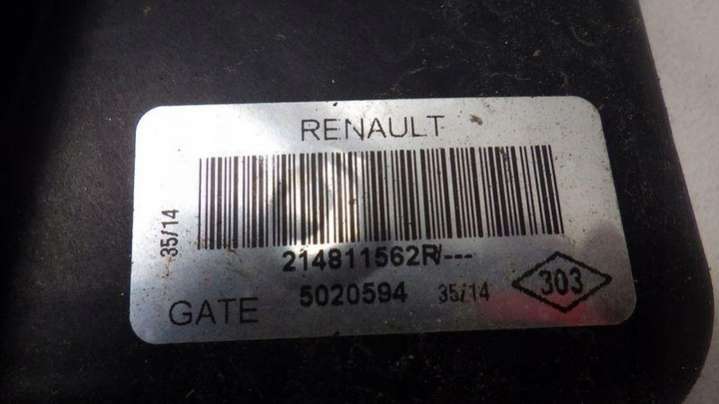 RENAULT
35/14
214811562R/---
5020594 35/14 303
GATE